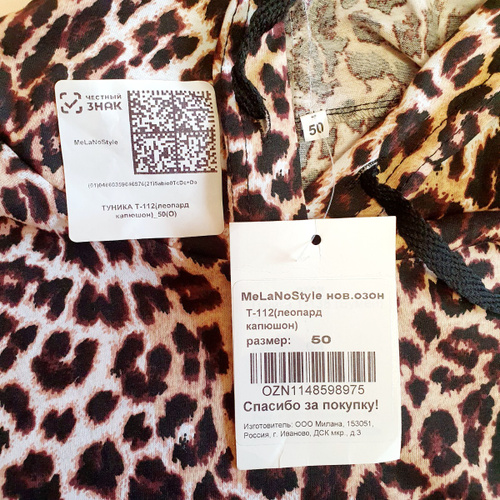 ЧЕСТНЫЙ
ЗНАК
MeLaNoStyle
ТУНИКА Т-112(леопард
капюшон)_50(О)
50
MeLaNoStyle нов.озон
Т-112(леопард
капюшон)
размер: 50
OZN1148598975
Спасибо за покупку!
Изготовитель: ООО Милана, 153051,
Россия, г. Иваново, ДСК мкр., д 3